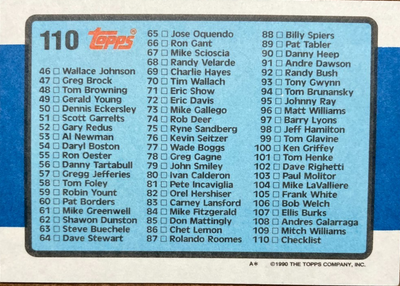 110 Topps®
46 Wallace Johnson
47 Greg Brock
48 Tom Browning
49 Gerald Young
50 Dennis Eckersley
51 Scott Garrelts
52 Gary Redus
53 Al Newman
54 Daryl Boston
55 Ron Oester
56 Danny Tartabull
57 Gregg Jefferies
58 Tom Foley
59 Robin Yount
60 Pat Borders
61 Mike Greenwell
62 Shawon Dunston
63 Steve Buechele
64 Dave Stewart
65 Jose Oquendo
66 Ron Gant
67 Mike Scioscia
68 Randy Velarde
69 Charlie Hayes
70 Tim Wallach
71 Eric Show
72 Eric Davis
73 Mike Gallego
74 Rob Deer
75 Ryne Sandberg
76 Kevin Seitzer
77 Wade Boggs
78 Greg Gagne
79 John Smiley
80 Ivan Calderon
81 Pete Incaviglia
82 Orel Hershiser
83 Carney Lansford
84 Mike Fitzgerald
85 Don Mattingly
86 Chet Lemon
87 Rolando Roomes
88 Billy Spiers
89 Pat Tabler
90 Danny Heep
91 Andre Dawson
92 Randy Bush
93 Tony Gwynn
94 Tom Brunansky
95 Johnny Ray
96 Matt Williams
97 Barry Lyons
98 Jeff Hamilton
99 Tom Glavine
100 Ken Griffey
101 Tom Henke
102 Dave Righetti
103 Paul Molitor
104 Mike LaValliere
105 Frank White
106 Bob Welch
107 Ellis Burks
108 Andres Galarraga
109 Mitch Williams
110 Checklist
A* ©1990 THE TOPPS COMPANY, INC.